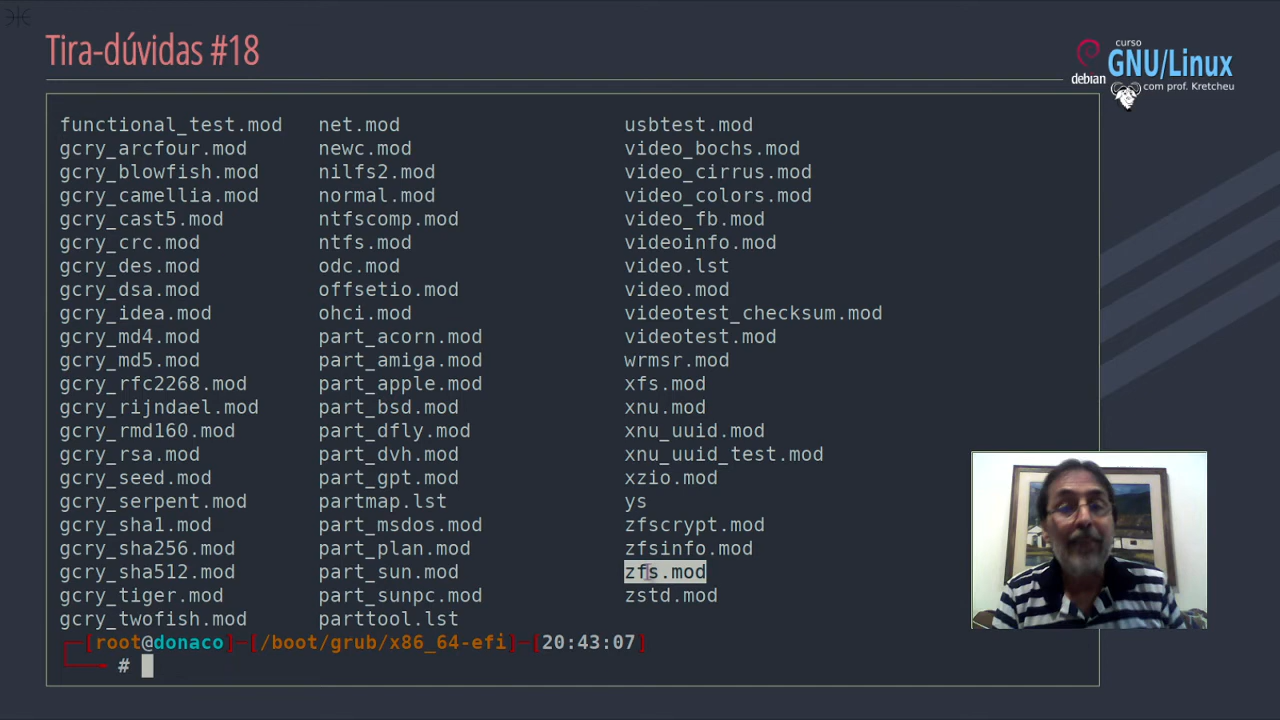 Tira-dúvidas #18
curso
GNU/Linux
debian
com prof. Kretcheu
functional_test.mod net.mod usbtest.mod
gcry_arcfour.mod newc.mod video_bochs.mod
gcry_blowfish.mod nilfs2.mod video_cirrus.mod
gcry_camellia.mod normal.mod video_colors.mod
gcry_cast5.mod ntfscomp.mod video_fb.mod
gcry_crc.mod ntfs.mod videoinfo.mod
gcry_des.mod odc.mod video.lst
gcry_dsa.mod offsetio.mod video.mod
gcry_idea.mod ohci.mod videotest_checksum.mod
gcry_md4.mod part_acorn.mod videotest.mod
gcry_md5.mod part_amiga.mod wrmsr.mod
gcry_rfc2268.mod part_apple.mod xfs.mod
gcry_rijndael.mod part_bsd.mod xnu.mod
gcry_rmd160.mod part_dfly.mod xnu_uuid.mod
gcry_rsa.mod part_dvh.mod xnu_uuid_test.mod
gcry_seed.mod part_gpt.mod xzio.mod
gcry_serpent.mod partmap.lst ys
gcry_sha1.mod part_msdos.mod zfscrypt.mod
gcry_sha256.mod part_plan.mod zfsinfo.mod
gcry_sha512.mod part_sun.mod zfs.mod
gcry_tiger.mod part_sunpc.mod zstd.mod
gcry_twofish.mod parttool.lst
[root@donaco]-[/boot/grub/x86_64-efi]-[20:43:07]
#